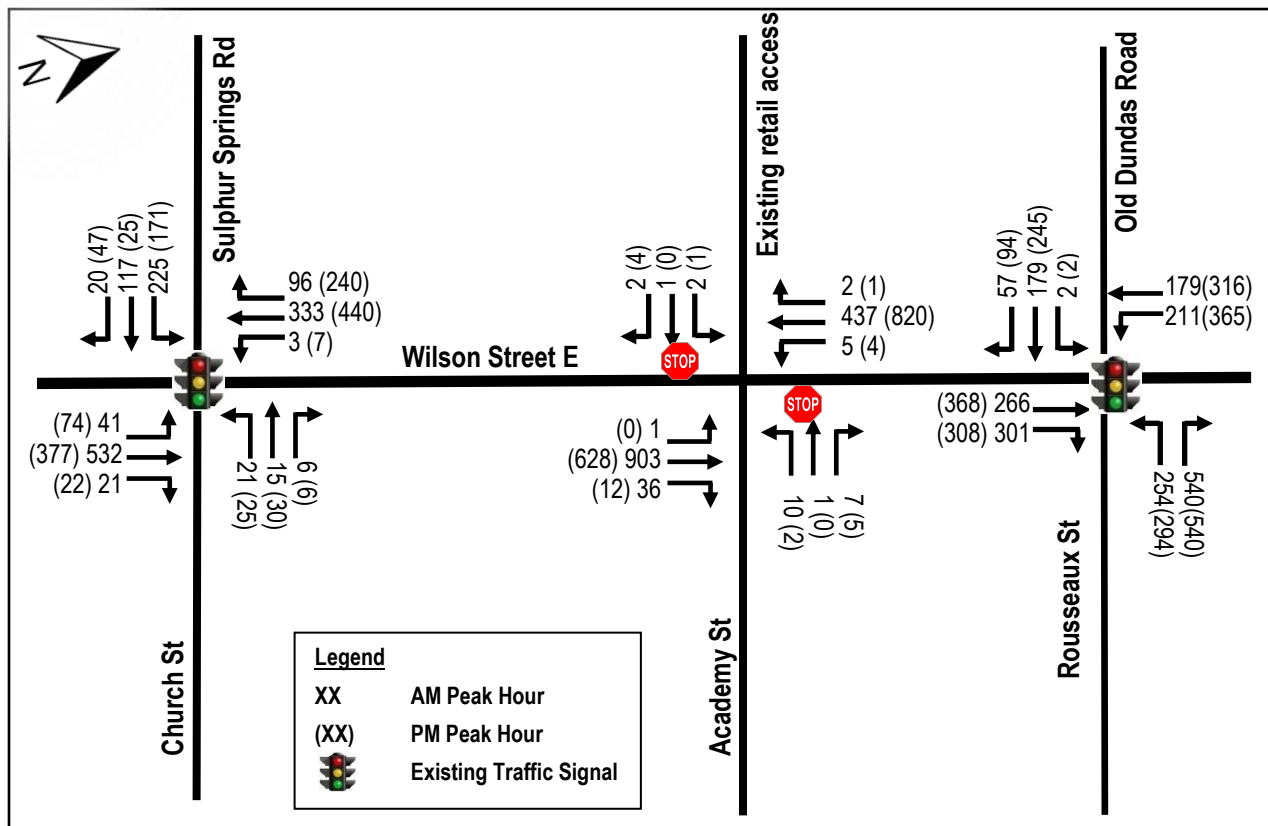 N
Sulphur Springs Rd
Existing retail access
Old Dundas Road
20 (47)
117 (25)
225 (171)
96 (240)
333 (440)
3 (7)
2 (4)
1 (0)
2 (1)
2 (1)
437 (820)
5 (4)
57 (94)
179 (245)
2 (2)
179(316)
211(365)
Wilson Street E
STOP
STOP
(74) 41
(377) 532
(22) 21
21 (25)
15 (30)
6 (6)
(0) 1
(628) 903
(12) 36
10 (2)
1 (0)
7 (5)
(368) 266
(308) 301
254(294)
540(540)
Church St
Academy St
Rousseaux St
Legend
XX AM Peak Hour
(XX) PM Peak Hour
Existing Traffic Signal